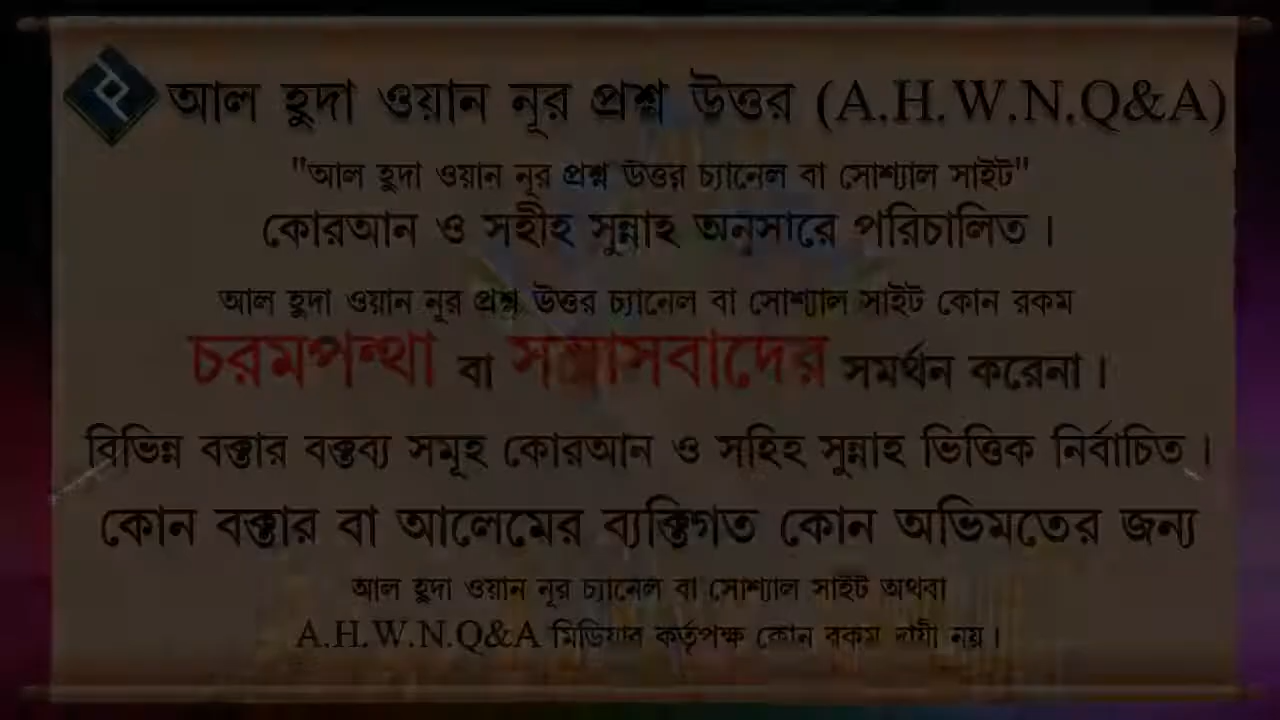 আল হুদা ওয়ান নূর প্রশ্ন উত্তর (A.H.W.N.Q&A)
"আল হুদা ওয়ান নূর প্রশ্ন উত্তর চ্যানেল বা সোশ্যাল সাইট"
কোরআন ও সহীহ সুন্নাহ অনুসারে পরিচালিত ।
আল হুদা ওয়ান নূর প্রশ্ন উত্তর চ্যানেল বা সোশ্যাল সাইট কোন রকম
চরমপন্থা বা সন্ত্রাসবাদের সমর্থন করেনা ।
বিভিন্ন বক্তার বক্তব্য সমূহ কোরআন ও সহিহ সুন্নাহ ভিত্তিক নির্বাচিত ।
কোন বক্তার বা আলেমের ব্যক্তিগত কোন অভিমতের জন্য
আল হুদা ওয়ান নূর চ্যানেল বা সোশ্যাল সাইট অথবা
A.H.W.N.Q&A মিডিয়ার কর্তৃপক্ষ কোন রকম দায়ী নয় ।